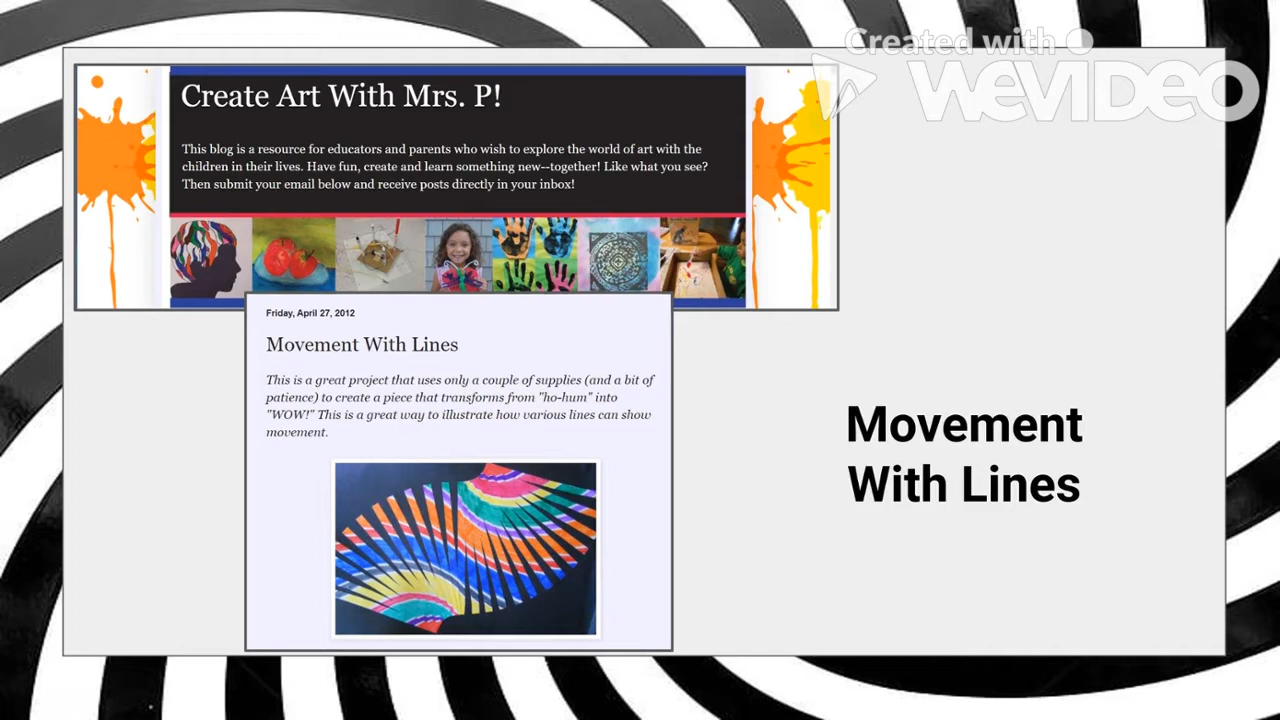 Created with
WEVIDEO
Create Art With Mrs. P!
This blog is a resource for educators and parents who wish to explore the world of art with the
children in their lives. Have fun, create and learn something new--together! Like what you see?
Then submit your email below and receive posts directly in your inbox!
Friday, April 27, 2012
Movement With Lines
This is a great project that uses only a couple of supplies (and a bit of
patience) to create a piece that transforms from "ho-hum" into
"WOW!" This is a great way to illustrate how various lines can show
movement.
Movement
With Lines